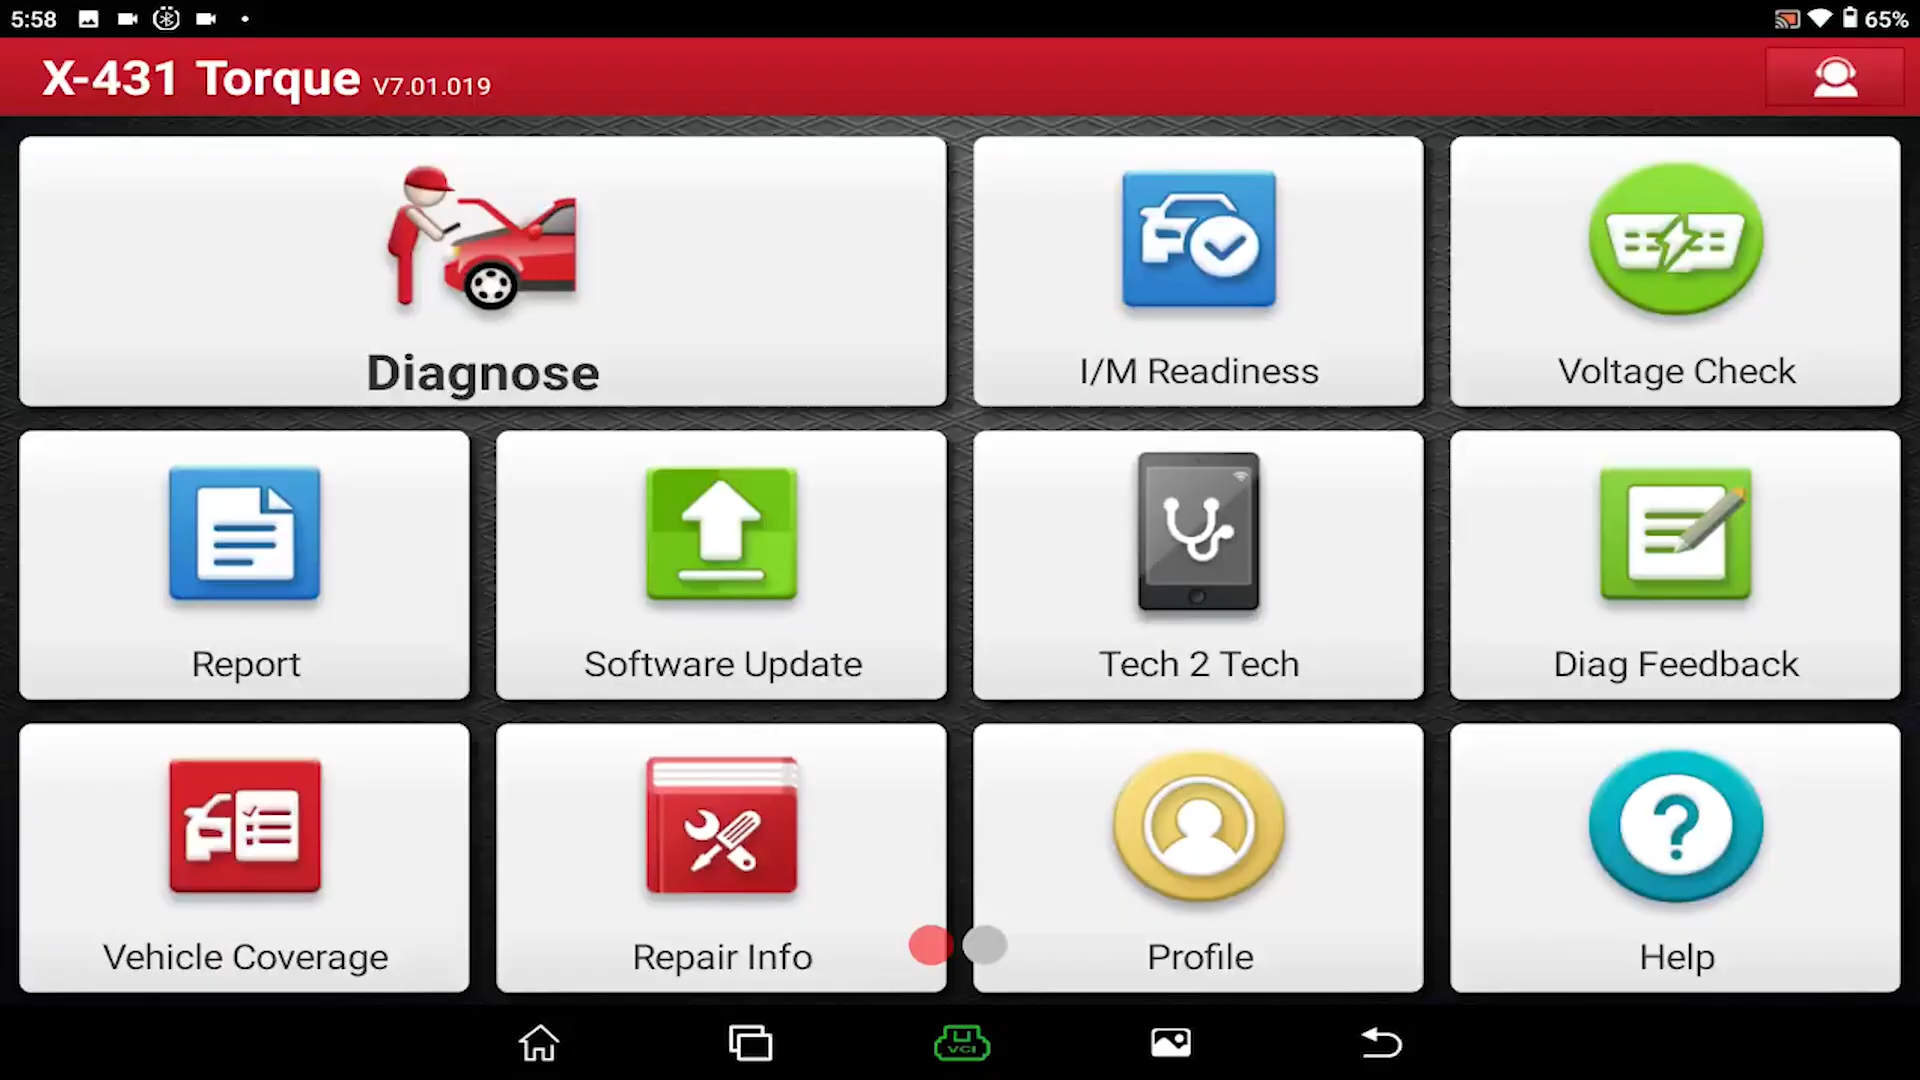 5:58
65%
X-431 Torque V7.01.019
Diagnose
I/M Readiness
Voltage Check
Report
Software Update
Tech 2 Tech
Diag Feedback
Vehicle Coverage
Repair Info
Profile
Help
VCI